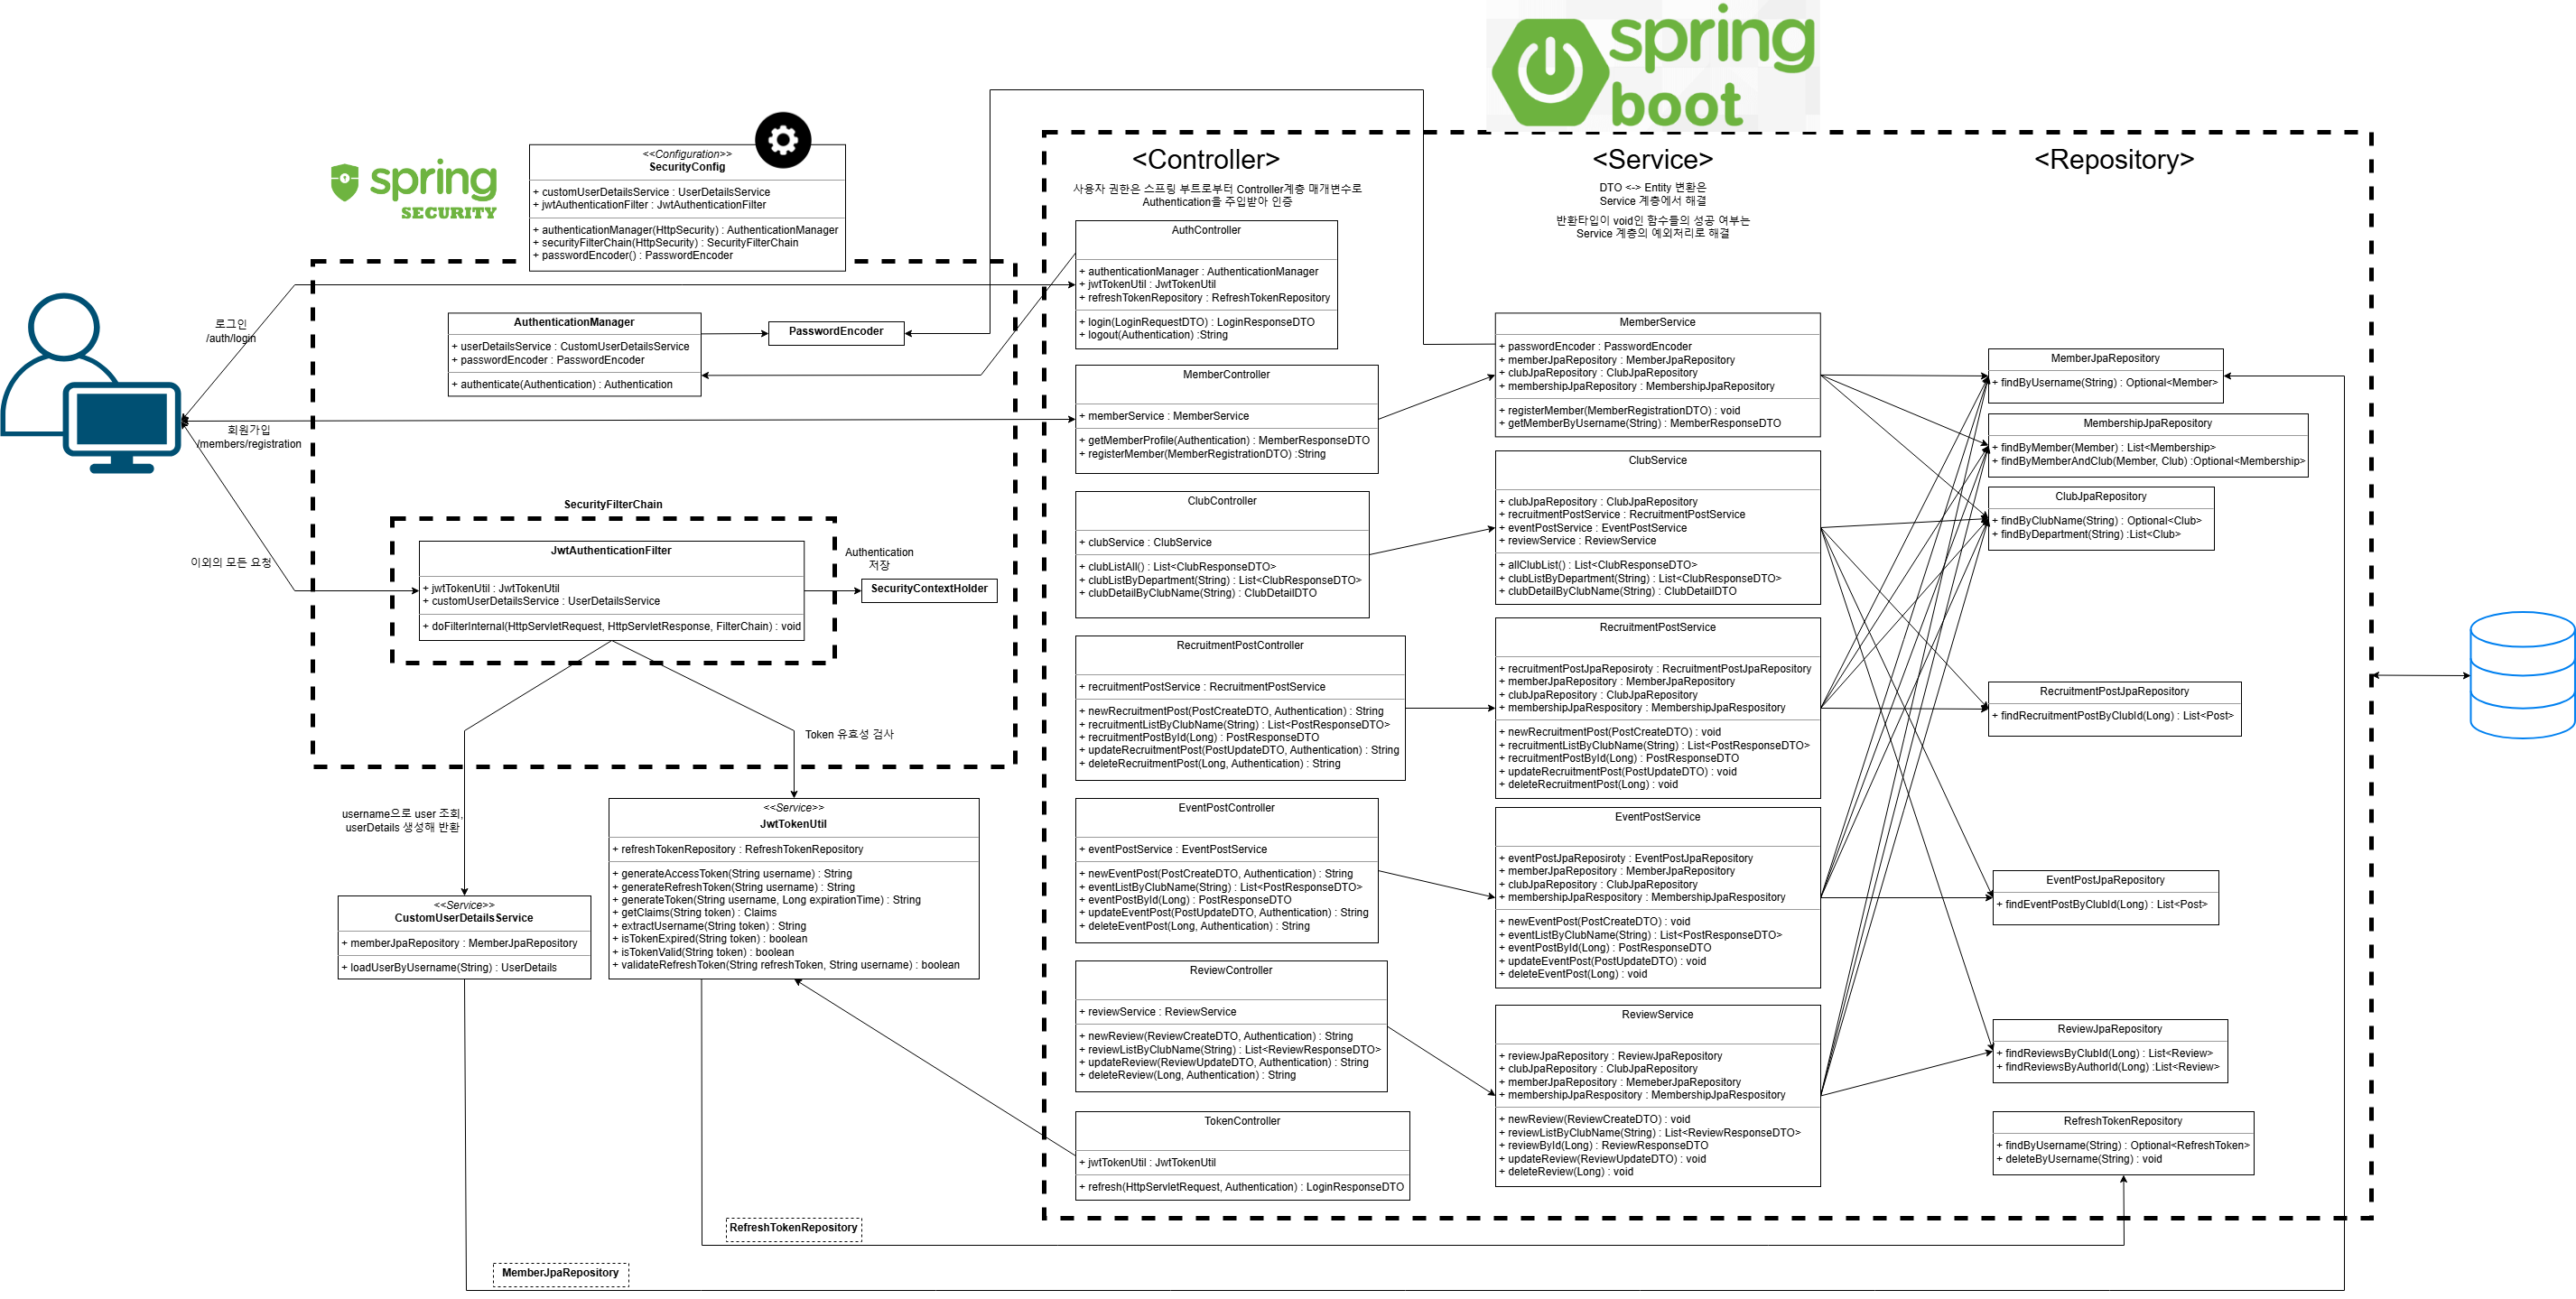 spring
boot
spring
SECURITY
<<Configuration>>
SecurityConfig
+ customUserDetailsService : UserDetailsService
+ jwtAuthenticationFilter : JwtAuthenticationFilter
+ authenticationManager(HttpSecurity) : AuthenticationManager
+ securityFilterChain(HttpSecurity) : SecurityFilterChain
+ passwordEncoder() : PasswordEncoder
로그인
/auth/login
회원가입
/members/registration
이외의 모든 요청
AuthenticationManager
+ userDetailsService : CustomUserDetailsService
+ passwordEncoder : PasswordEncoder
+ authenticate(Authentication) : Authentication
PasswordEncoder
SecurityFilterChain
JwtAuthenticationFilter
+ jwtTokenUtil : JwtTokenUtil
+ customUserDetailsService : UserDetailsService
+ doFilterInternal(HttpServletRequest, HttpServletResponse, FilterChain) : void
Authentication
저장
SecurityContextHolder
Token 유효성 검사
username으로 user 조회,
userDetails 생성해 반환
<<Service>>
CustomUserDetailsService
+ memberJpaRepository : MemberJpaRepository
+ loadUserByUsername(String) : UserDetails
<<Service>>
JwtTokenUtil
+ refreshTokenRepository : RefreshTokenRepository
+ generateAccessToken(String username) : String
+ generateRefreshToken(String username) : String
+ generateToken(String username, Long expirationTime) : String
+ getClaims(String token) : Claims
+ extractUsername(String token) : String
+ isTokenExpired(String token) : boolean
+ isTokenValid(String token) : boolean
+ validateRefreshToken(String refreshToken, String username) : boolean
RefreshTokenRepository
MemberJpaRepository
<Controller>
사용자 권한은 스프링 부트로부터 Controller계층 매개변수로
Authentication을 주입받아 인증
AuthController
+ authenticationManager : AuthenticationManager
+ jwtTokenUtil : JwtTokenUtil
+ refreshTokenRepository : RefreshTokenRepository
+ login(LoginRequestDTO) : LoginResponseDTO
+ logout(Authentication) :String
MemberController
+ memberService : MemberService
+ getMemberProfile(Authentication) : MemberResponseDTO
+ registerMember(MemberRegistrationDTO) :String
ClubController
+ clubService : ClubService
+ clubListAll() : List<ClubResponseDTO>
+ clubListByDepartment(String) : List<ClubResponseDTO>
+ clubDetailByClubName(String) : ClubDetailDTO
RecruitmentPostController
+ recruitmentPostService : RecruitmentPostService
+ newRecruitmentPost(PostCreateDTO, Authentication) : String
+ recruitmentListByClubName(String) : List<PostResponseDTO>
+ recruitmentPostById(Long) : PostResponseDTO
+ updateRecruitmentPost(PostUpdateDTO, Authentication) : String
+ deleteRecruitmentPost(Long, Authentication) : String
EventPostController
+ eventPostService : EventPostService
+ newEventPost(PostCreateDTO, Authentication) : String
+ eventListByClubName(String) : List<PostResponseDTO>
+ eventPostById(Long) : PostResponseDTO
+ updateEventPost(PostUpdateDTO, Authentication) : String
+ deleteEventPost(Long, Authentication) : String
ReviewController
+ reviewService : ReviewService
+ newReview(ReviewCreateDTO, Authentication) : String
+ reviewListByClubName(String) : List<ReviewResponseDTO>
+ updateReview(ReviewUpdateDTO, Authentication) : String
+ deleteReview(Long, Authentication) : String
TokenController
+ jwtTokenUtil : JwtTokenUtil
+ refresh(HttpServletRequest, Authentication) : LoginResponseDTO
<Service>
DTO <-> Entity 변환은
Service 계층에서 해결
반환타입이 void인 함수들의 성공 여부는
Service 계층의 예외처리로 해결
MemberService
+ passwordEncoder : PasswordEncoder
+ memberJpaRepository : MemberJpaRepository
+ clubJpaRepository : ClubJpaRepository
+ membershipJpaRepository : MembershipJpaRepository
+ registerMember(MemberRegistrationDTO) : void
+ getMemberByUsername(String) : MemberResponseDTO
ClubService
+ clubJpaRepository : ClubJpaRepository
+ recruitmentPostService : RecruitmentPostService
+ eventPostService : EventPostService
+ reviewService : ReviewService
+ allClubList() : List<ClubResponseDTO>
+ clubListByDepartment(String) : List<ClubResponseDTO>
+ clubDetailByClubName(String) : ClubDetailDTO
RecruitmentPostService
+ recruitmentPostJpaReposiroty : RecruitmentPostJpaRepository
+ memberJpaRepository : MemberJpaRepository
+ clubJpaRepository : ClubJpaRepository
+ membershipJpaRespository : MembershipJpaRespository
+ newRecruitmentPost(PostCreateDTO) : void
+ recruitmentListByClubName(String) : List<PostResponseDTO>
+ recruitmentPostById(Long) : PostResponseDTO
+ updateRecruitmentPost(PostUpdateDTO) : void
+ deleteRecruitmentPost(Long) : void
EventPostService
+ eventPostJpaReposiroty : EventPostJpaRepository
+ memberJpaRepository : MemberJpaRepository
+ clubJpaRepository : ClubJpaRepository
+ membershipJpaRespository : MembershipJpaRespository
+ newEventPost(PostCreateDTO) : void
+ eventListByClubName(String) : List<PostResponseDTO>
+ eventPostById(Long) : PostResponseDTO
+ updateEventPost(PostUpdateDTO) : void
+ deleteEventPost(Long) : void
ReviewService
+ reviewJpaRepository : ReviewJpaRepository
+ clubJpaRepository : ClubJpaRepository
+ memberJpaRepository : MemeberJpaRepository
+ membershipJpaRespository : MembershipJpaRespository
+ newReview(ReviewCreateDTO) : void
+ reviewListByClubName(String) : List<ReviewResponseDTO>
+ reviewById(Long) : ReviewResponseDTO
+ updateReview(ReviewUpdateDTO) : void
+ deleteReview(Long) : void
<Repository>
MemberJpaRepository
+ findByUsername(String) : Optional<Member>
MembershipJpaRepository
+ findByMember(Member) : List<Membership>
+ findByMemberAndClub(Member, Club) :Optional<Membership>
ClubJpaRepository
+ findByClubName(String) : Optional<Club>
+ findByDepartment(String) :List<Club>
RecruitmentPostJpaRepository
+ findRecruitmentPostByClubId(Long) : List<Post>
EventPostJpaRepository
+ findEventPostByClubId(Long) : List<Post>
ReviewJpaRepository
+ findReviewsByClubId(Long) : List<Review>
+ findReviewsByAuthorId(Long) :List<Review>
RefreshTokenRepository
+ findByUsername(String) : Optional<RefreshToken>
+ deleteByUsername(String) : void